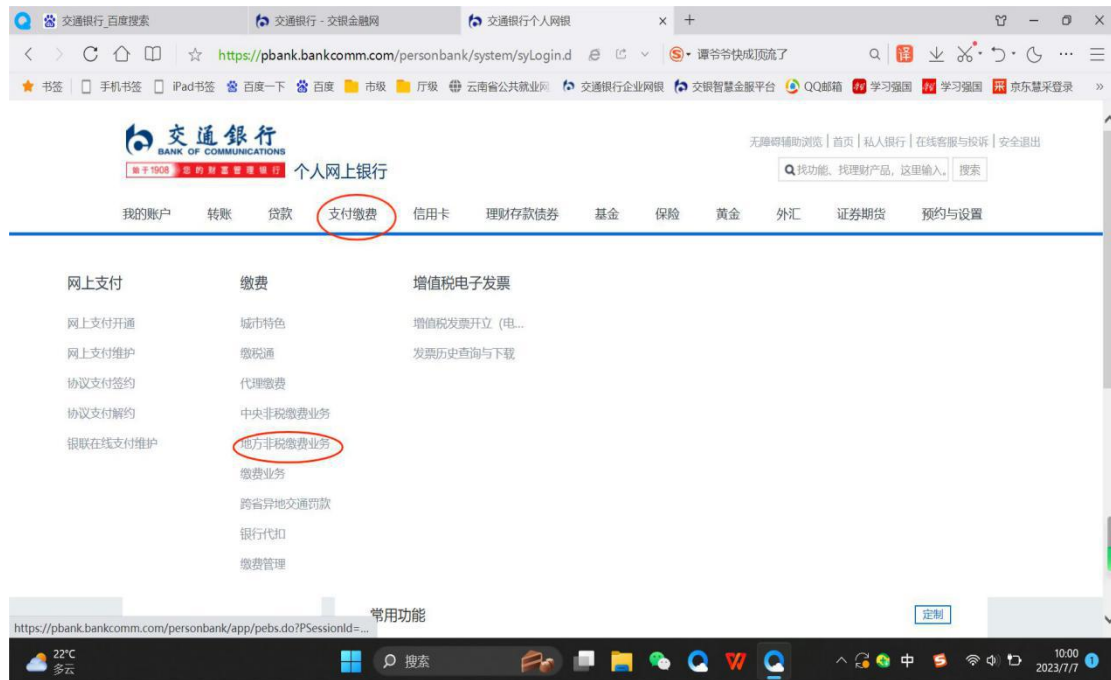 交通银行_百度搜索 交通银行 - 交银金融网 交通银行个人网银 × +
https://pbank.bankcomm.com/personbank/system/syLogin.d 谭爷爷快成顶流了 译
书签 手机书签 iPad书签 百度一下 百度 市级 厅级 云南省公共就业网 交通银行企业网银 交银智慧金服平台 QQ邮箱 学习强国 学习强国 京东慧采登录 »
交通銀行
BANK OF COMMUNICATIONS
始于1908 您的财富管理银行 个人网上银行
无障碍辅助浏览 | 首页 | 私人银行 | 在线客服与投诉 | 安全退出
找功能、找理财产品，这里输入。 搜索
我的账户 转账 贷款 支付缴费 信用卡 理财存款债券 基金 保险 黄金 外汇 证券期货 预约与设置
网上支付 缴费 增值税电子发票
网上支付开通 城市特色 增值税发票开立（电...
网上支付维护 缴税通 发票历史查询与下载
协议支付签约 代理缴费
协议支付解约 中央非税缴费业务
银联在线支付维护 地方非税缴费业务
缴费业务
跨省异地交通罚款
银行代扣
缴费管理
常用功能 定制
https://pbank.bankcomm.com/personbank/app/pebs.do?PSessionId=...
22°C
多云
搜索
中
10:00
2023/7/7
1